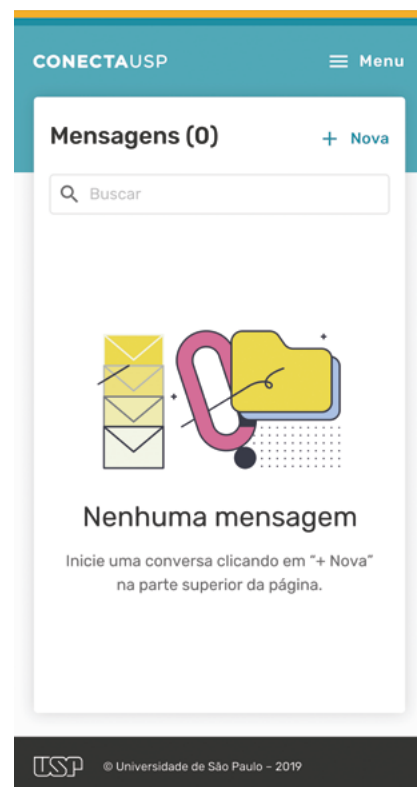 CONECTAUSP
Menu
Mensagens (0)
+ Nova
Buscar
Nenhuma mensagem
Inicie uma conversa clicando em “+ Nova”
na parte superior da página.
USP
© Universidade de São Paulo – 2019